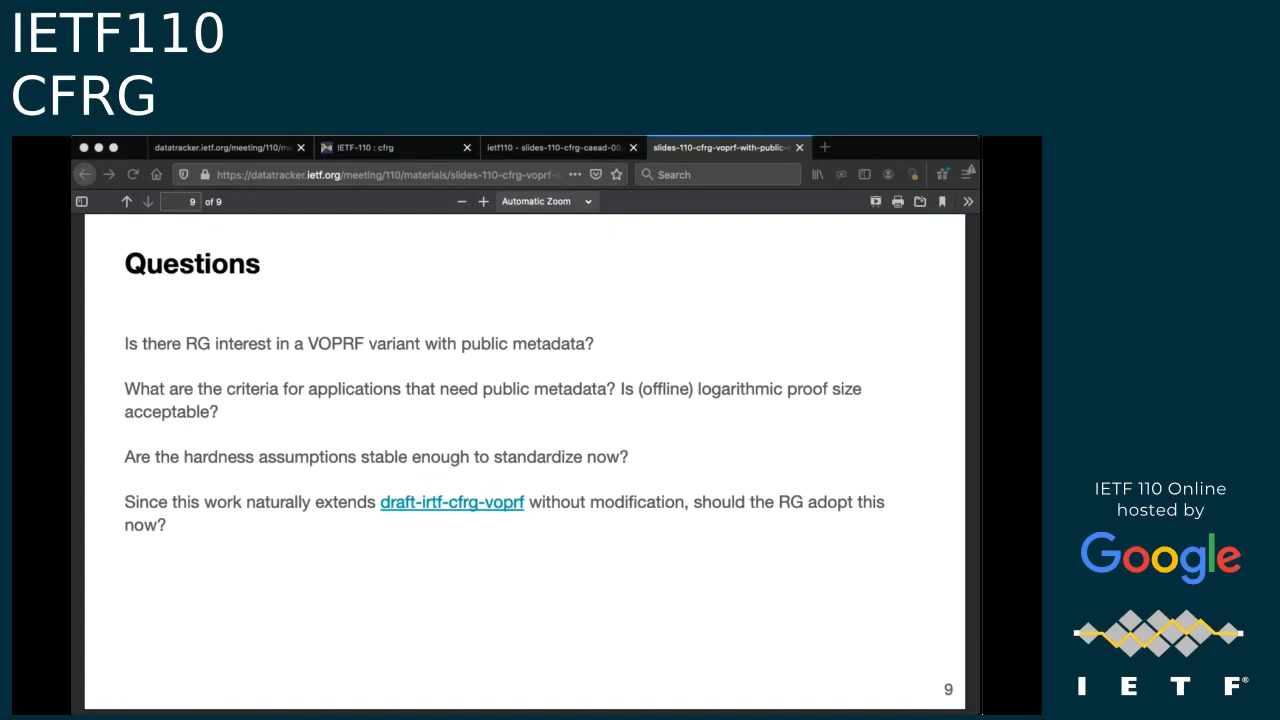 IETF110
CFRG
datatracker.ietf.org/meeting/110/m
IETF-110 : cfrg
ietf110 - slides-110-cfrg-caead-00
slides-110-cfrg-voprf-with-public-
https://datatracker.ietf.org/meeting/110/materials/slides-110-cfrg-voprf-
Search
9 of 9
Automatic Zoom
Questions
Is there RG interest in a VOPRF variant with public metadata?
What are the criteria for applications that need public metadata? Is (offline) logarithmic proof size
acceptable?
Are the hardness assumptions stable enough to standardize now?
Since this work naturally extends draft-irtf-cfrg-voprf without modification, should the RG adopt this
now?
9
IETF 110 Online
hosted by
Google
I E T F®